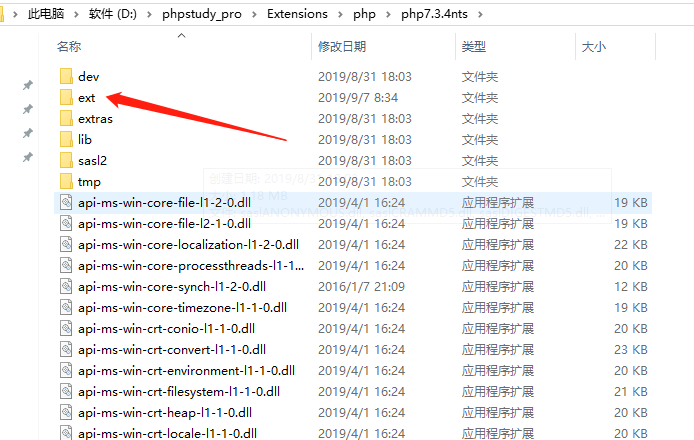 此电脑 > 软件 (D:) > phpstudy_pro > Extensions > php > php7.3.4nts >
名称 修改日期 类型 大小
dev 2019/8/31 18:03 文件夹
ext 2019/9/7 8:34 文件夹
extras 2019/8/31 18:03 文件夹
lib 2019/8/31 18:03 文件夹
sasl2 2019/8/31 18:03 文件夹
tmp 2019/8/31 18:03 文件夹
api-ms-win-core-file-l1-2-0.dll 2019/4/1 16:24 应用程序扩展 19 KB
api-ms-win-core-file-l2-1-0.dll 2019/4/1 16:24 应用程序扩展 19 KB
api-ms-win-core-localization-l1-2-0.dll 2019/4/1 16:24 应用程序扩展 22 KB
api-ms-win-core-processthreads-l1-1... 2019/4/1 16:24 应用程序扩展 20 KB
api-ms-win-core-synch-l1-2-0.dll 2016/1/7 21:09 应用程序扩展 12 KB
api-ms-win-core-timezone-l1-1-0.dll 2019/4/1 16:24 应用程序扩展 19 KB
api-ms-win-crt-conio-l1-1-0.dll 2019/4/1 16:24 应用程序扩展 20 KB
api-ms-win-crt-convert-l1-1-0.dll 2019/4/1 16:24 应用程序扩展 23 KB
api-ms-win-crt-environment-l1-1-0.dll 2019/4/1 16:24 应用程序扩展 20 KB
api-ms-win-crt-filesystem-l1-1-0.dll 2019/4/1 16:24 应用程序扩展 21 KB
api-ms-win-crt-heap-l1-1-0.dll 2019/4/1 16:24 应用程序扩展 20 KB
api-ms-win-crt-locale-l1-1-0.dll 2019/4/1 16:24 应用程序扩展 20 KB